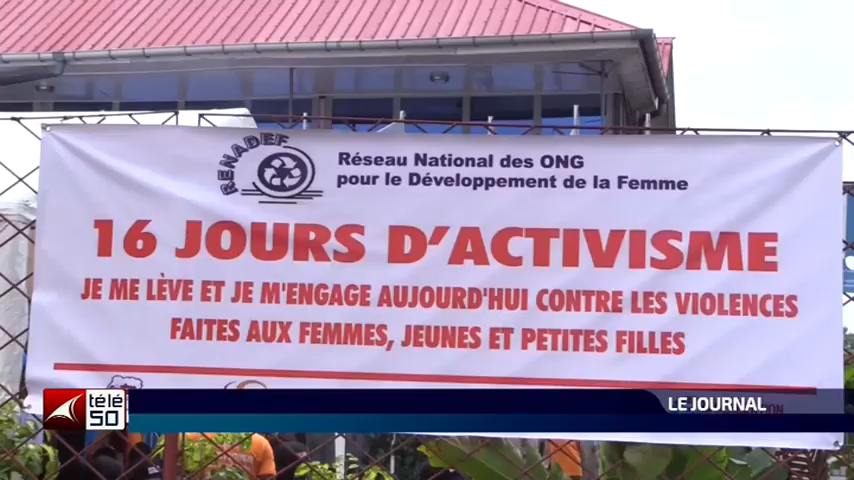 RENADEF
Réseau National des ONG
pour le Développement de la Femme
16 JOURS D'ACTIVISME
JE ME LÈVE ET JE M'ENGAGE AUJOURD'HUI CONTRE LES VIOLENCES
FAITES AUX FEMMES, JEUNES ET PETITES FILLES
télé
50
LE JOURNAL